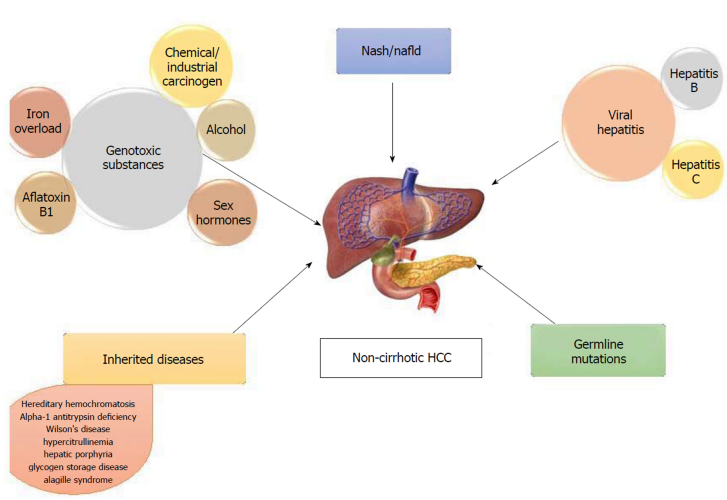 Chemical/
industrial
carcinogen
Nash/nafld
Hepatitis
B
Iron
overload
Alcohol
Viral
hepatitis
Genotoxic
substances
Hepatitis
C
Aflatoxin
B1
Sex
hormones
Inherited diseases
Non-cirrhotic HCC
Germline
mutations
Hereditary hemochromatosis
Alpha-1 antitrypsin deficiency
Wilson's disease
hypercitrullinemia
hepatic porphyria
glycogen storage disease
alagille syndrome